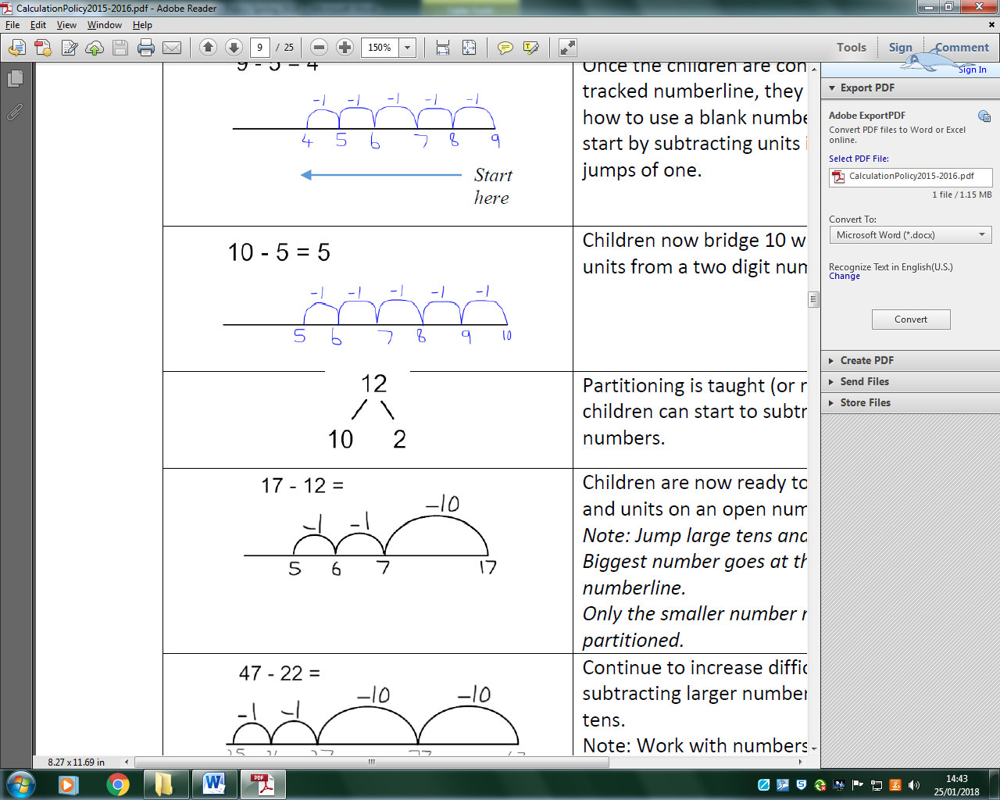 CalculationPolicy2015-2016.pdf - Adobe Reader
File Edit View Window Help
9 / 25 150% Tools Sign Comment
Sign In
9 - 5 = 4
-1 -1 -1 -1 -1
4 5 6 7 8 9
Start
here
Once the children are con
tracked numberline, they
how to use a blank numbe
start by subtracting units i
jumps of one.
10 - 5 = 5
-1 -1 -1 -1 -1
5 6 7 8 9 10
Children now bridge 10 w
units from a two digit num
12
10 2
Partitioning is taught (or r
children can start to subtr
numbers.
17 - 12 =
-1 -1 -10
5 6 7 17
Children are now ready to
and units on an open num
Note: Jump large tens and
Biggest number goes at th
numberline.
Only the smaller number r
partitioned.
47 - 22 =
-1 -1 -10 -10
Continue to increase diffic
subtracting larger number
tens.
Note: Work with numbers
Export PDF
Adobe ExportPDF
Convert PDF files to Word or Excel
online.
Select PDF File:
CalculationPolicy2015-2016.pdf
1 file / 1.15 MB
Convert To:
Microsoft Word (*.docx)
Recognize Text in English(U.S.)
Change
Convert
Create PDF
Send Files
Store Files
8.27 x 11.69 in
14:43
25/01/2018